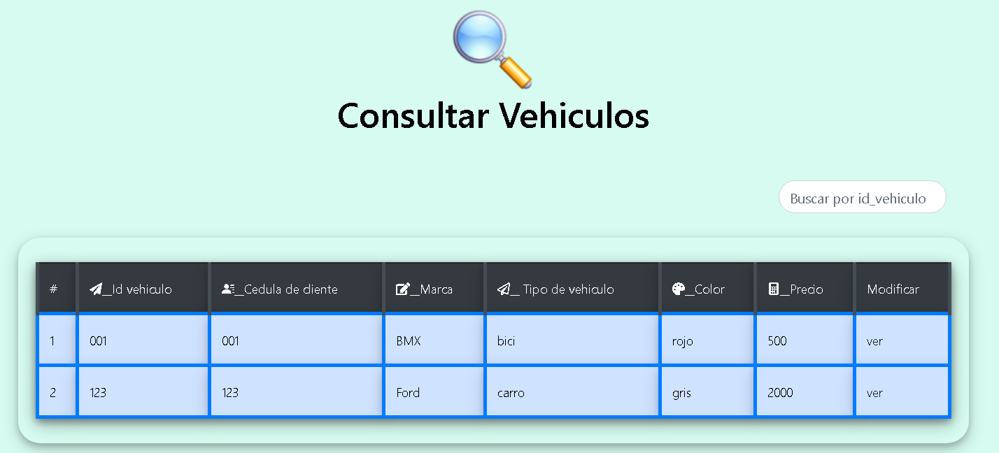 Consultar Vehiculos
Buscar por id_vehiculo
# __Id vehiculo __Cedula de cliente __Marca __ Tipo de vehiculo __Color __Precio Modificar
1 001 001 BMX bici rojo 500 ver
2 123 123 Ford carro gris 2000 ver